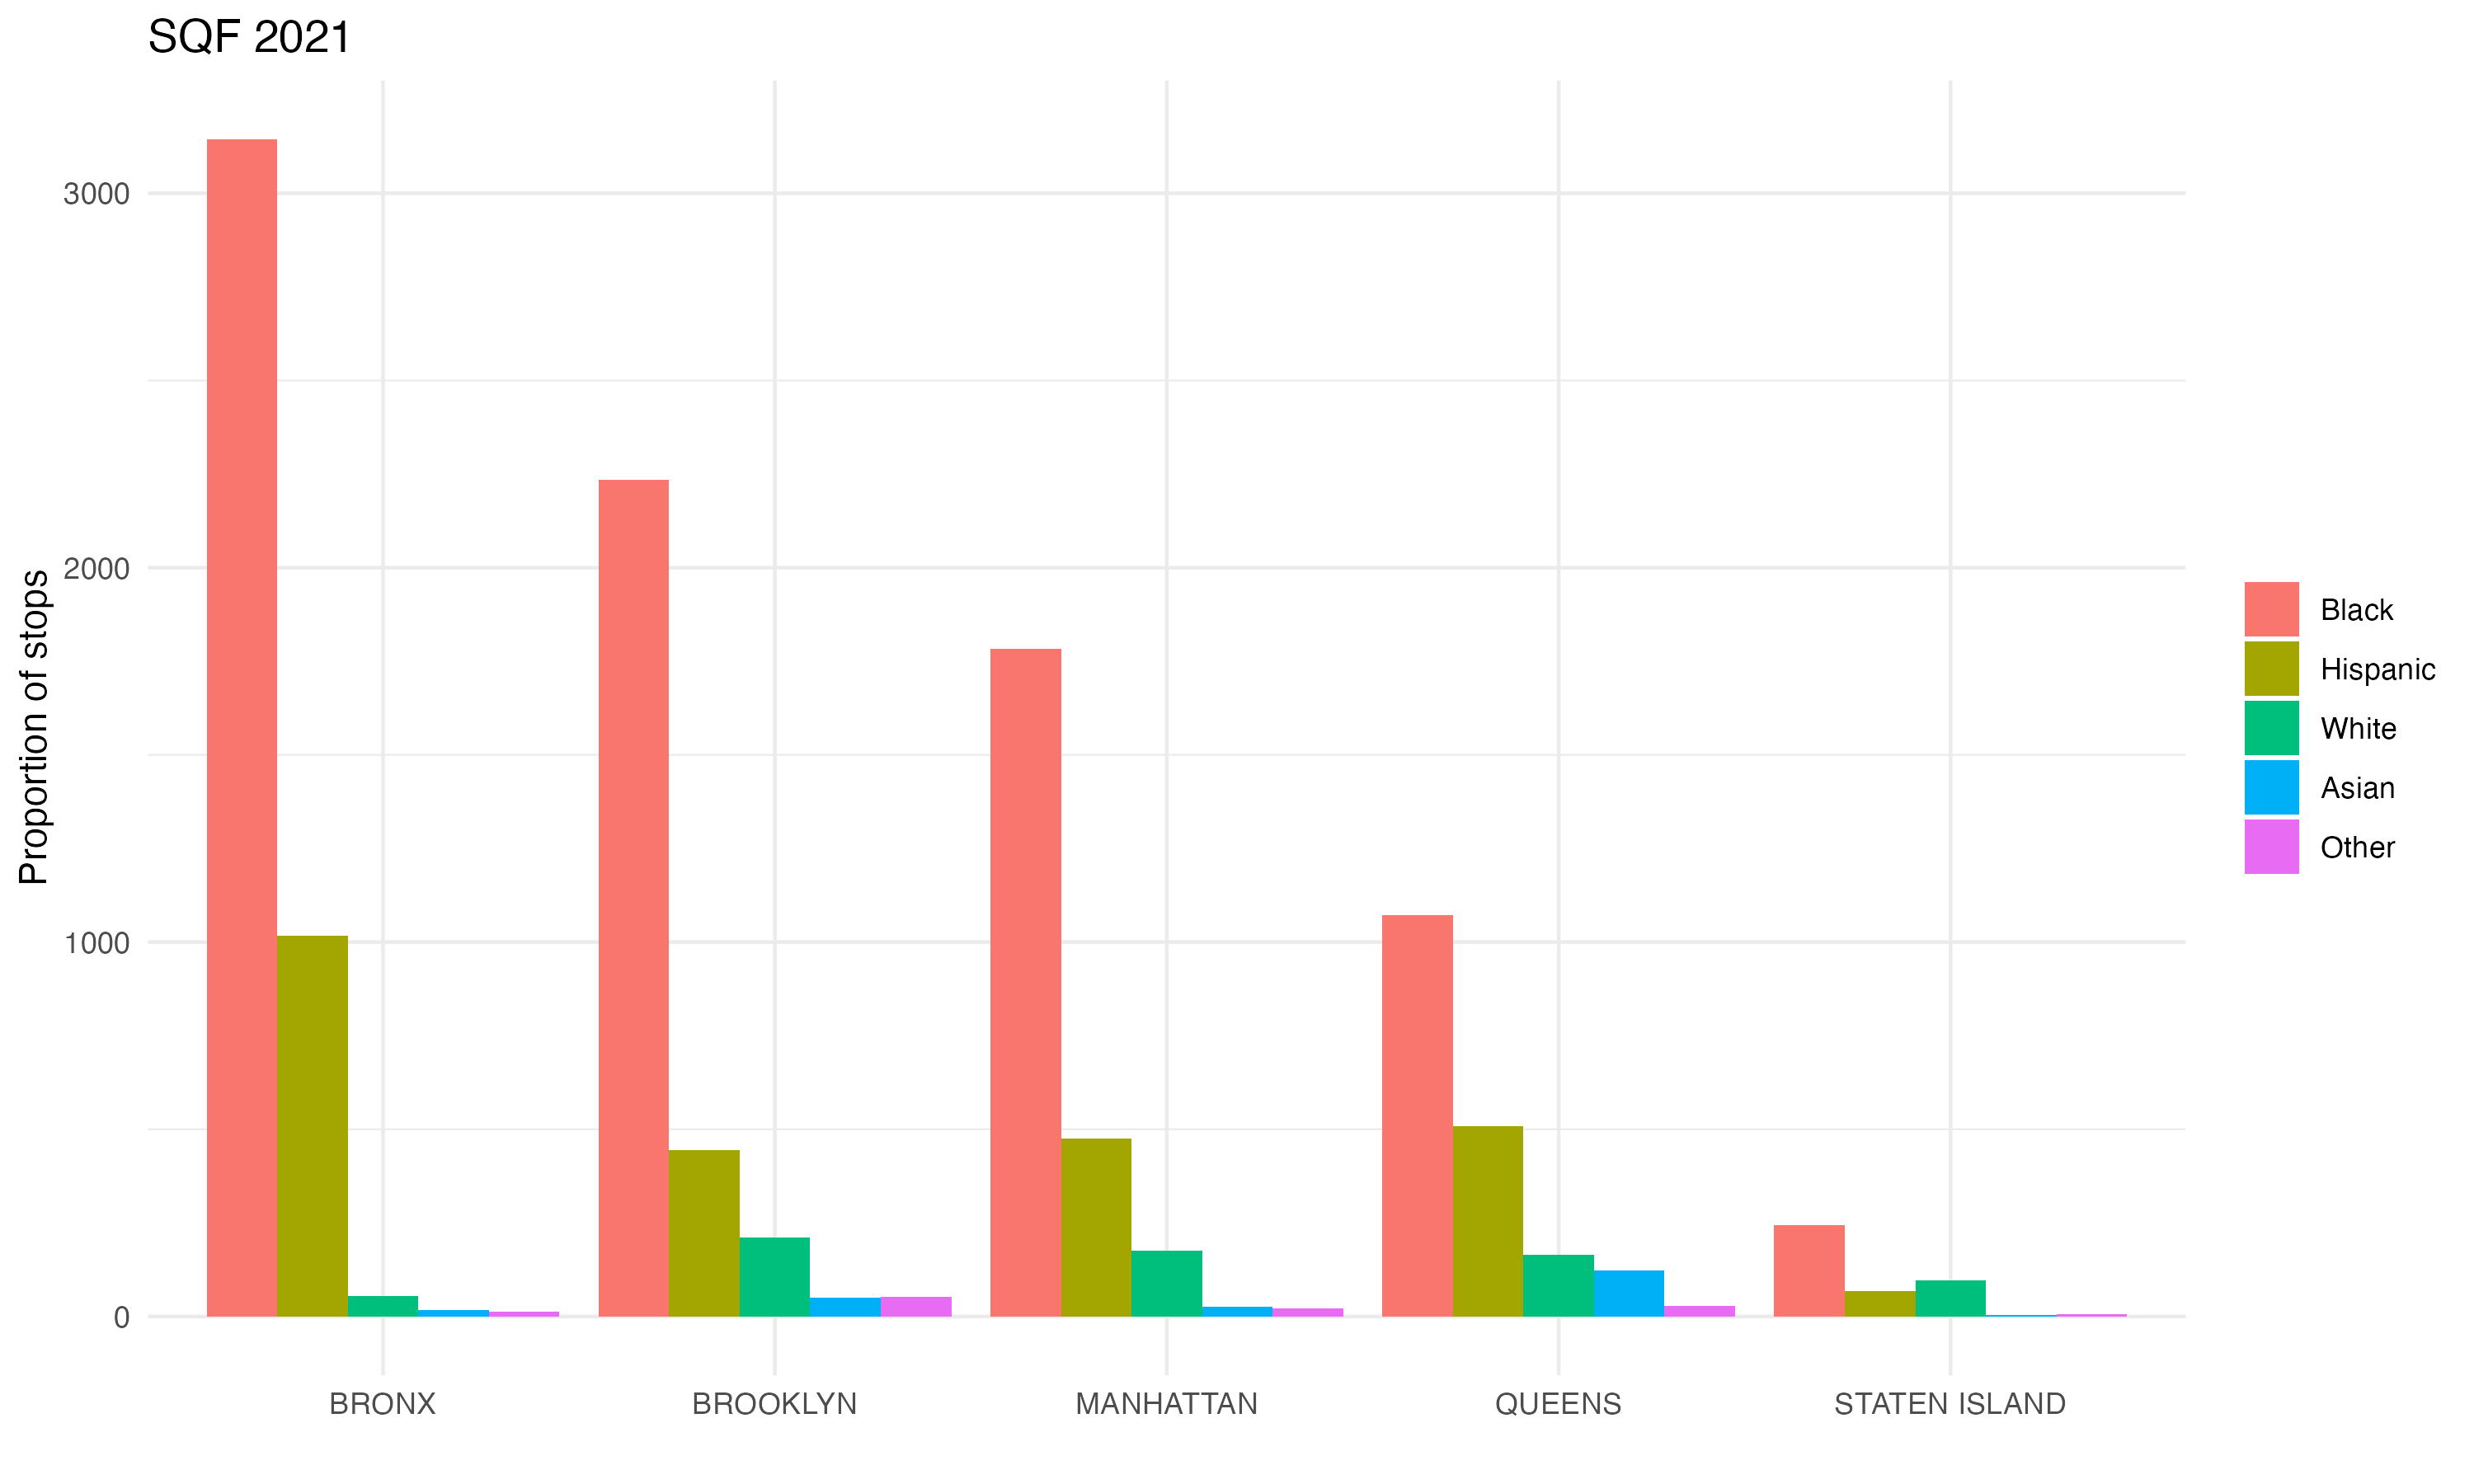 SQF 2021
Proportion of stops
3000
2000
1000
0
BRONX
BROOKLYN
MANHATTAN
QUEENS
STATEN ISLAND
Black
Hispanic
White
Asian
Other